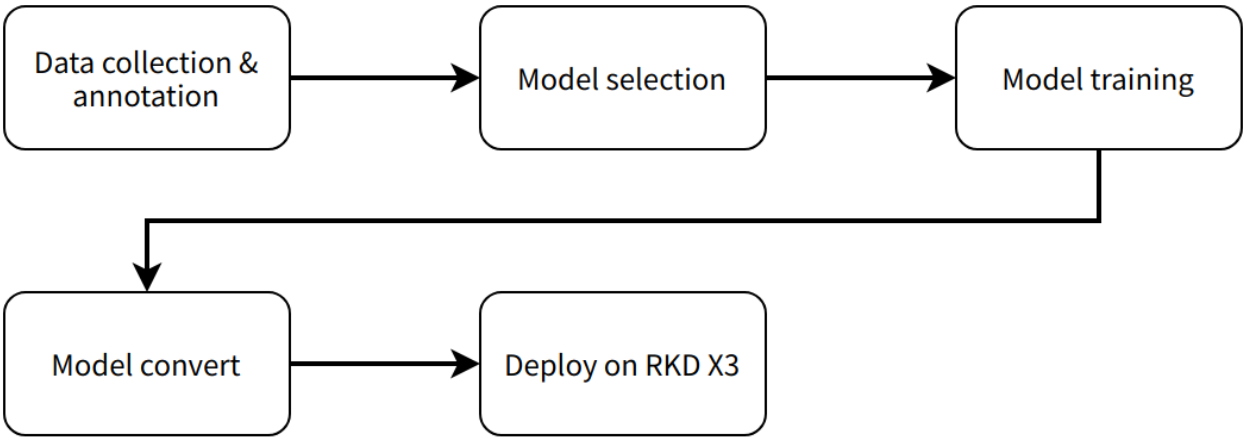 Data collection &
annotation
Model selection
Model training
Model convert
Deploy on RKD X3